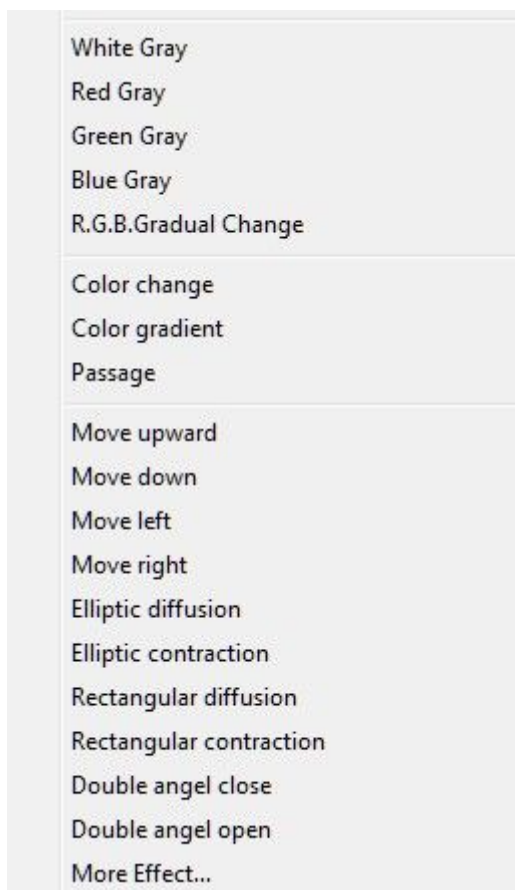 White Gray
Red Gray
Green Gray
Blue Gray
R.G.B.Gradual Change
Color change
Color gradient
Passage
Move upward
Move down
Move left
Move right
Elliptic diffusion
Elliptic contraction
Rectangular diffusion
Rectangular contraction
Double angel close
Double angel open
More Effect...